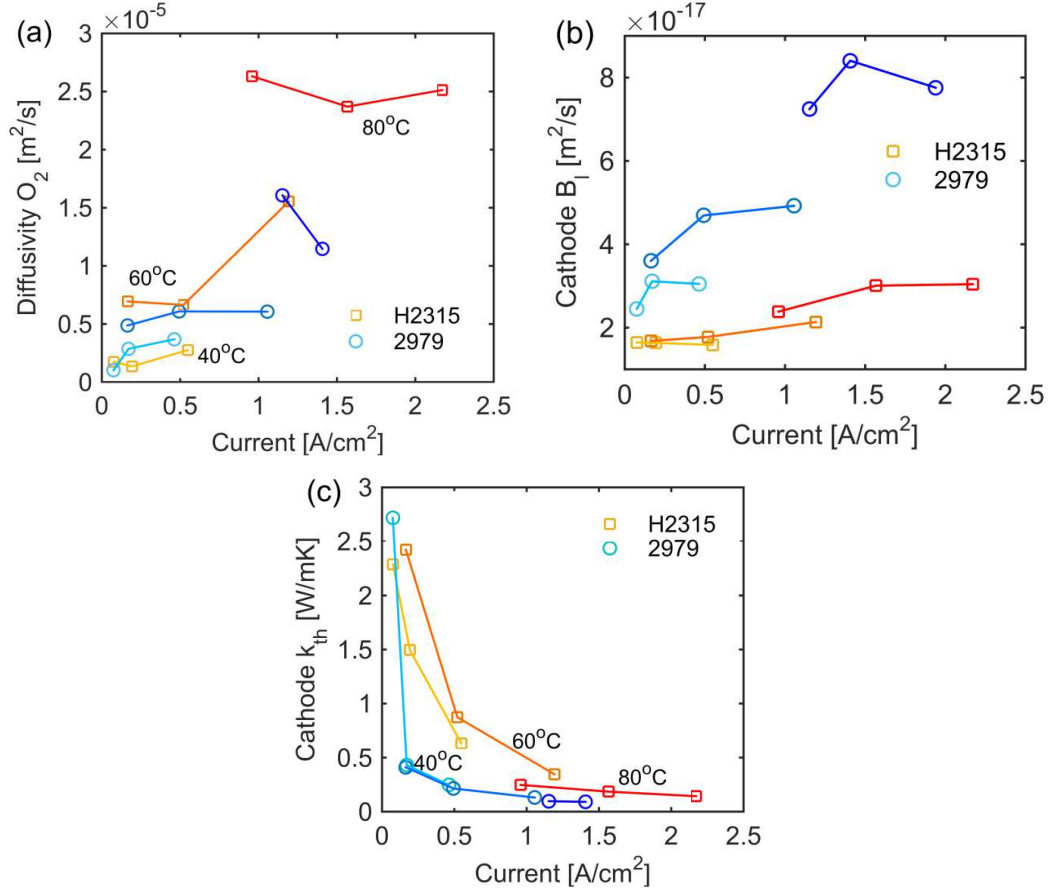 (a)
×10⁻⁵
3
2.5
2
1.5
1
0.5
0
Diffusivity O₂ [m²/s]
80°C
60°C
40°C
H2315
2979
0 0.5 1 1.5 2 2.5
Current [A/cm²]
(b)
×10⁻¹⁷
8
6
4
2
Cathode Bₗ [m²/s]
H2315
2979
0 0.5 1 1.5 2 2.5
Current [A/cm²]
(c)
3
2.5
2
1.5
1
0.5
0
Cathode kₜₕ [W/mK]
H2315
2979
60°C
40°C
80°C
0 0.5 1 1.5 2 2.5
Current [A/cm²]